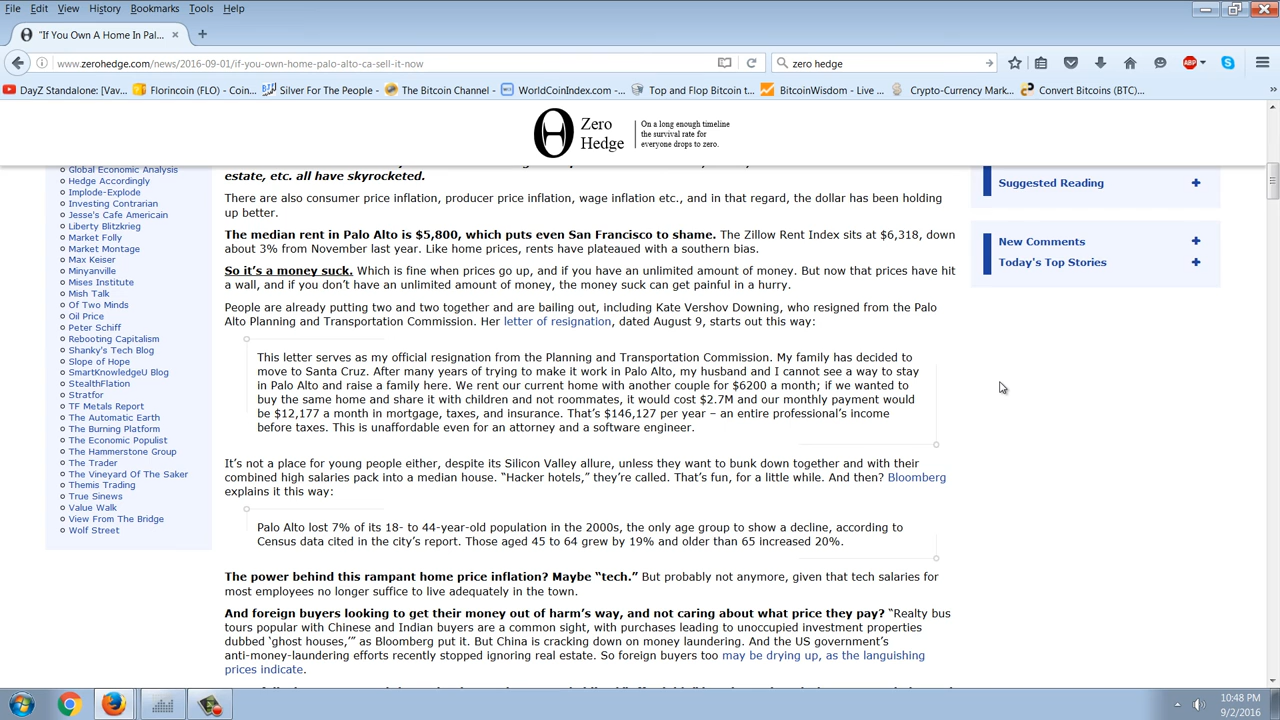 File Edit View History Bookmarks Tools Help
"If You Own A Home In Pal... × +
www.zerohedge.com/news/2016-09-01/if-you-own-home-palo-alto-ca-sell-it-now
zero hedge
ABP
DayZ Standalone: [Vav... Florincoin (FLO) - Coin... Silver For The People - ... The Bitcoin Channel - ... WorldCoinIndex.com -... Top and Flop Bitcoin t... BitcoinWisdom - Live ... Crypto-Currency Mark... Convert Bitcoins (BTC)... »
Zero
Hedge
On a long enough timeline
the survival rate for
everyone drops to zero.
Global Economic Analysis
Hedge Accordingly
Implode-Explode
Investing Contrarian
Jesse's Cafe Americain
Liberty Blitzkrieg
Market Folly
Market Montage
Max Keiser
Minyanville
Mises Institute
Mish Talk
Of Two Minds
Oil Price
Peter Schiff
Rebooting Capitalism
Shanky's Tech Blog
Slope of Hope
SmartKnowledgeU Blog
StealthFlation
Stratfor
TF Metals Report
The Automatic Earth
The Burning Platform
The Economic Populist
The Hammerstone Group
The Trader
The Vineyard Of The Saker
Themis Trading
True Sinews
Value Walk
View From The Bridge
Wolf Street
estate, etc. all have skyrocketed.
There are also consumer price inflation, producer price inflation, wage inflation etc., and in that regard, the dollar has been holding
up better.
The median rent in Palo Alto is $5,800, which puts even San Francisco to shame. The Zillow Rent Index sits at $6,318, down
about 3% from November last year. Like home prices, rents have plateaued with a southern bias.
So it's a money suck. Which is fine when prices go up, and if you have an unlimited amount of money. But now that prices have hit
a wall, and if you don't have an unlimited amount of money, the money suck can get painful in a hurry.
People are already putting two and two together and are bailing out, including Kate Vershov Downing, who resigned from the Palo
Alto Planning and Transportation Commission. Her letter of resignation, dated August 9, starts out this way:
This letter serves as my official resignation from the Planning and Transportation Commission. My family has decided to
move to Santa Cruz. After many years of trying to make it work in Palo Alto, my husband and I cannot see a way to stay
in Palo Alto and raise a family here. We rent our current home with another couple for $6200 a month; if we wanted to
buy the same home and share it with children and not roommates, it would cost $2.7M and our monthly payment would
be $12,177 a month in mortgage, taxes, and insurance. That's $146,127 per year – an entire professional's income
before taxes. This is unaffordable even for an attorney and a software engineer.
It's not a place for young people either, despite its Silicon Valley allure, unless they want to bunk down together and with their
combined high salaries pack into a median house. “Hacker hotels,” they're called. That's fun, for a little while. And then? Bloomberg
explains it this way:
Palo Alto lost 7% of its 18- to 44-year-old population in the 2000s, the only age group to show a decline, according to
Census data cited in the city's report. Those aged 45 to 64 grew by 19% and older than 65 increased 20%.
The power behind this rampant home price inflation? Maybe “tech.” But probably not anymore, given that tech salaries for
most employees no longer suffice to live adequately in the town.
And foreign buyers looking to get their money out of harm's way, and not caring about what price they pay? “Realty bus
tours popular with Chinese and Indian buyers are a common sight, with purchases leading to unoccupied investment properties
dubbed ‘ghost houses,’” as Bloomberg put it. But China is cracking down on money laundering. And the US government's
anti-money-laundering efforts recently stopped ignoring real estate. So foreign buyers too may be drying up, as the languishing
prices indicate.
Suggested Reading +
New Comments +
Today's Top Stories +
10:48 PM
9/2/2016